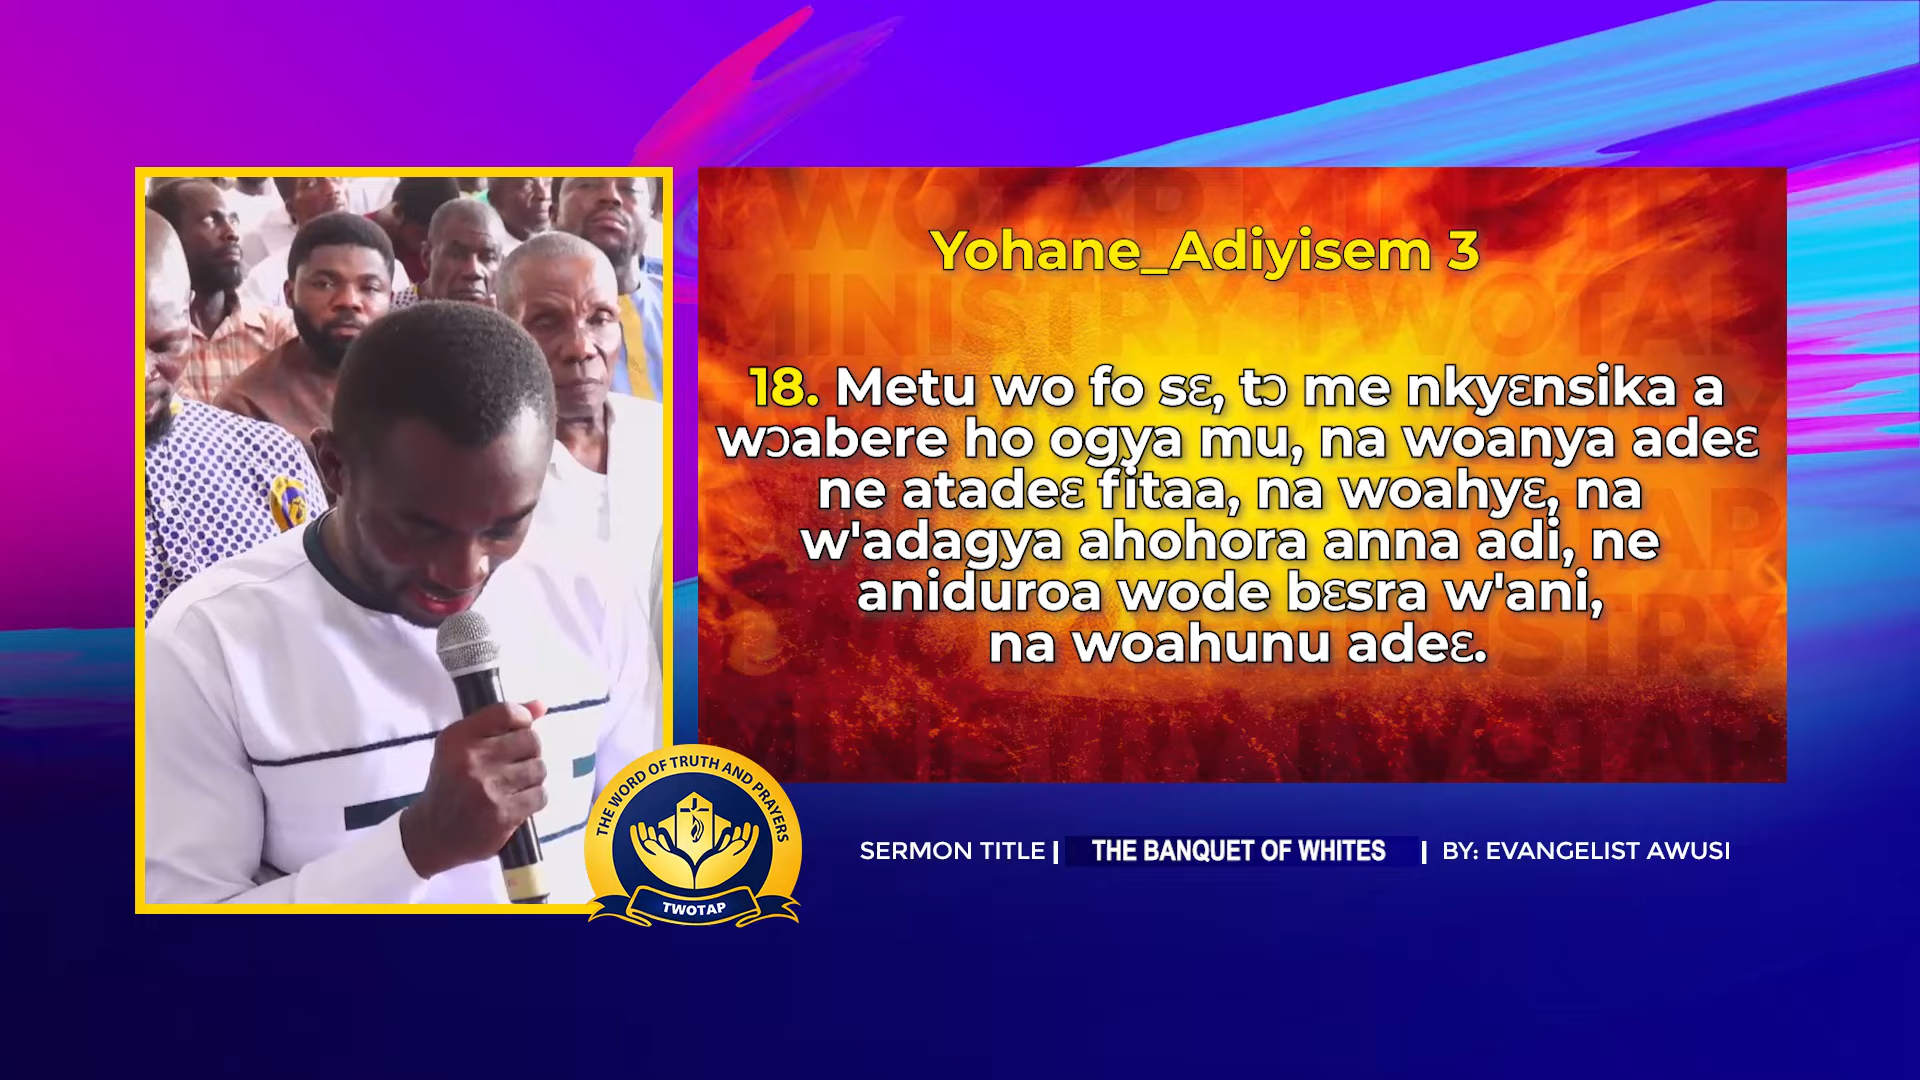 Yohane_Adiyisem 3
18. Metu wo fo sɛ, tɔ me nkyɛnsika a
wɔabere ho ogya mu, na woanya adeɛ
ne atadeɛ fitaa, na woahyɛ, na
w'adagya ahohora anna adi, ne
aniduroa wode bɛsra w'ani,
na woahunu adeɛ.
THE WORD OF TRUTH AND PRAYERS
TWOTAP
SERMON TITLE | THE BANQUET OF WHITES | BY: EVANGELIST AWUSI